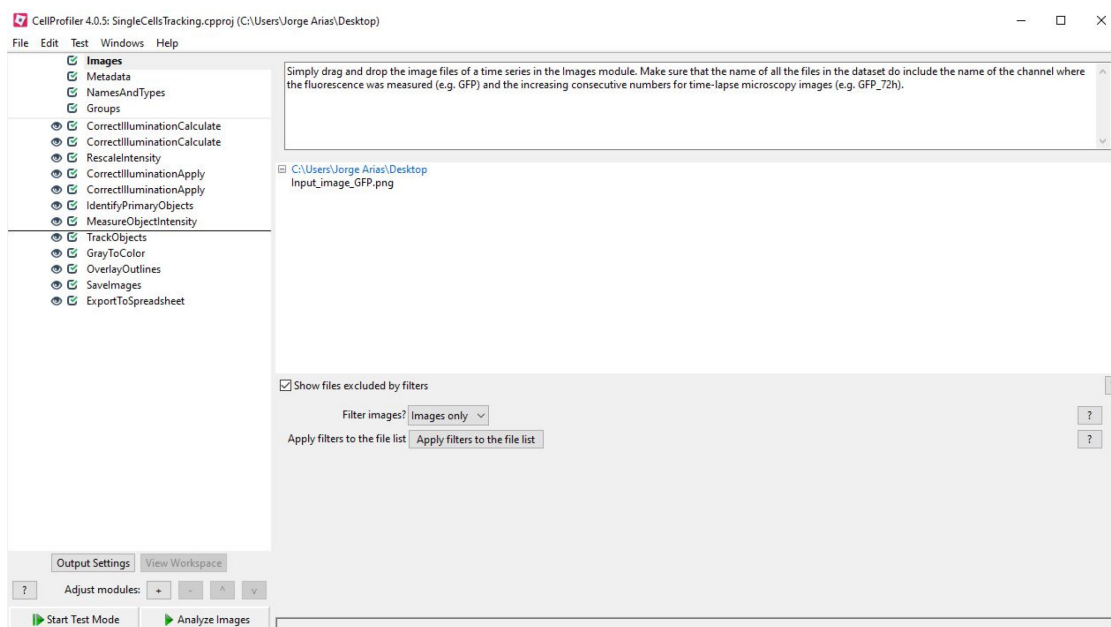 CellProfiler 4.0.5: SingleCellsTracking.cpproj (C:\Users\Jorge Arias\Desktop)
File Edit Test Windows Help
Images
Metadata
NamesAndTypes
Groups
CorrectIlluminationCalculate
CorrectIlluminationCalculate
RescaleIntensity
CorrectIlluminationApply
CorrectIlluminationApply
IdentifyPrimaryObjects
MeasureObjectIntensity
TrackObjects
GrayToColor
OverlayOutlines
SaveImages
ExportToSpreadsheet
Simply drag and drop the image files of a time series in the Images module. Make sure that the name of all the files in the dataset do include the name of the channel where
the fluorescence was measured (e.g. GFP) and the increasing consecutive numbers for time-lapse microscopy images (e.g. GFP_72h).
C:\Users\Jorge Arias\Desktop
Input_image_GFP.png
Show files excluded by filters
Filter images? Images only ?
Apply filters to the file list Apply filters to the file list ?
Output Settings View Workspace
? Adjust modules: + - ^ v
Start Test Mode Analyze Images